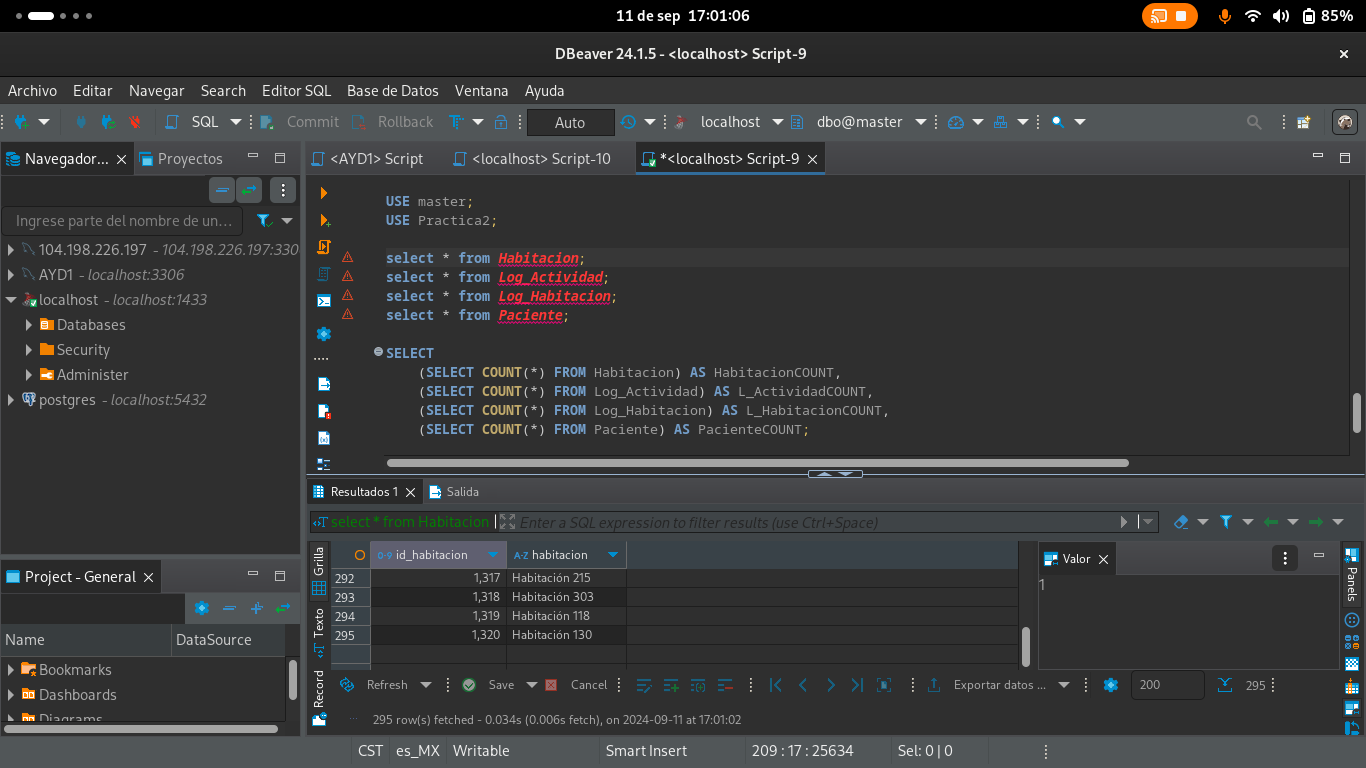 11 de sep 17:01:06
85%
DBeaver 24.1.5 - <localhost> Script-9
Archivo Editar Navegar Search Editor SQL Base de Datos Ventana Ayuda
SQL Commit Rollback Auto localhost dbo@master
Navegador... Proyectos
<AYD1> Script <localhost> Script-10 *<localhost> Script-9
Ingrese parte del nombre de un...
104.198.226.197 - 104.198.226.197:330
AYD1 - localhost:3306
localhost - localhost:1433
Databases
Security
Administer
postgres - localhost:5432
USE master;
USE Practica2;
select * from Habitacion;
select * from Log_Actividad;
select * from Log_Habitacion;
select * from Paciente;
SELECT
(SELECT COUNT(*) FROM Habitacion) AS HabitacionCOUNT,
(SELECT COUNT(*) FROM Log_Actividad) AS L_ActividadCOUNT,
(SELECT COUNT(*) FROM Log_Habitacion) AS L_HabitacionCOUNT,
(SELECT COUNT(*) FROM Paciente) AS PacienteCOUNT;
Project - General
Name DataSource
Bookmarks
Dashboards
Diagrams
Resultados 1 Salida
select * from Habitacion Enter a SQL expression to filter results (use Ctrl+Space)
Grilla
Texto
Record
id_habitacion habitacion
292 1,317 Habitación 215
293 1,318 Habitación 303
294 1,319 Habitación 118
295 1,320 Habitación 130
Valor
1
Panels
Refresh Save Cancel Exportar datos ... 200 295
295 row(s) fetched - 0.034s (0.006s fetch), on 2024-09-11 at 17:01:02
CST es_MX Writable Smart Insert 209 : 17 : 25634 Sel: 0 | 0